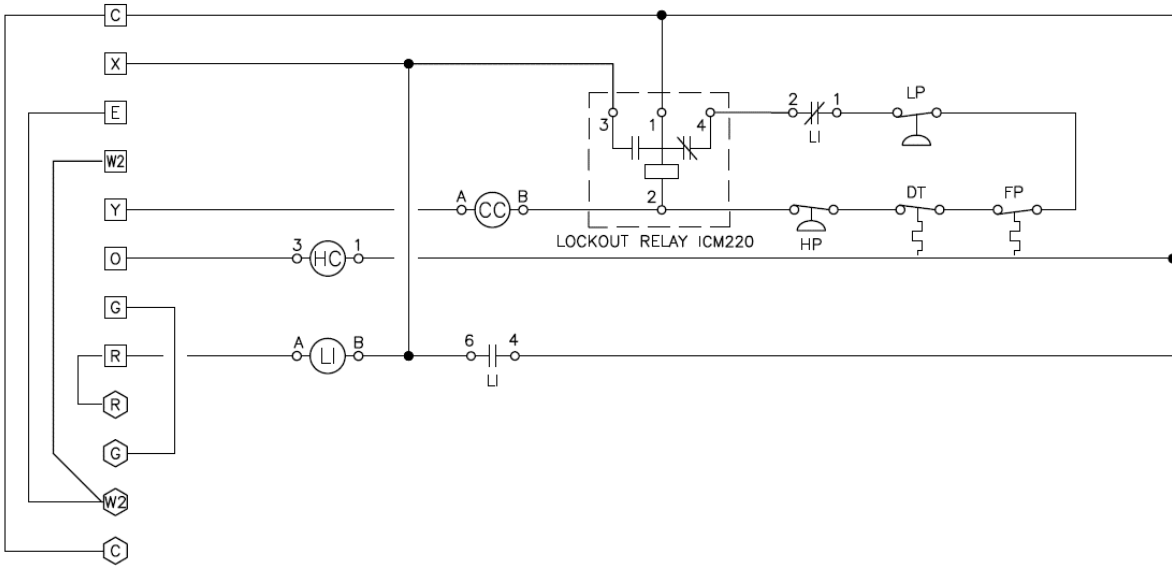 C
X
E
W2
Y
O
G
R
R
G
W2
C
3 1 4
2 1
LI
LP
A CC B
2
LOCKOUT RELAY ICM220
HP
DT
FP
3 HC 1
A LI B
6 4
LI